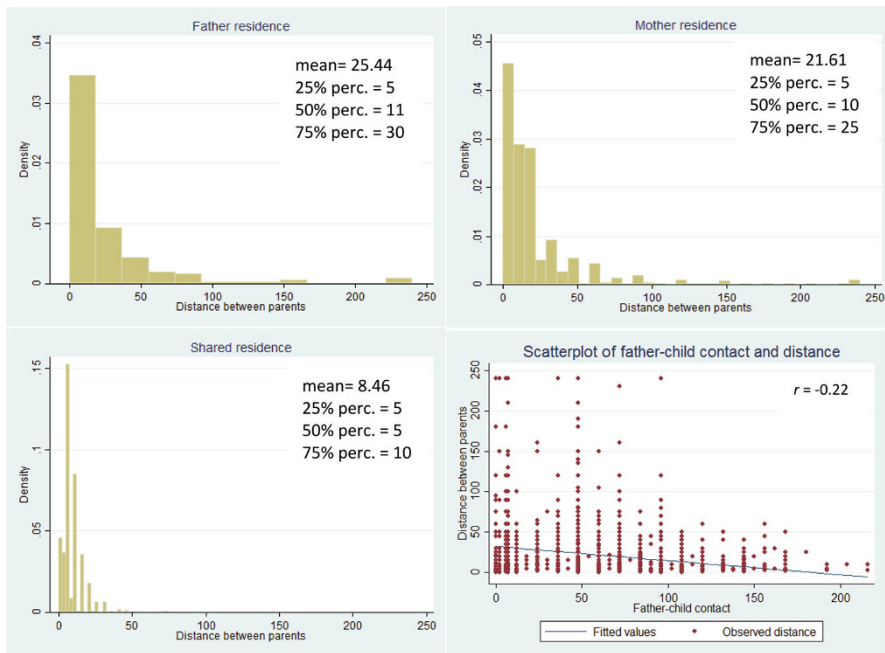 Father residence
.04
.03
.02
.01
0
Density
mean= 25.44
25% perc. = 5
50% perc. = 11
75% perc. = 30
0 50 100 150 200 250
Distance between parents
Mother residence
.05
.04
.03
.02
.01
0
Density
mean= 21.61
25% perc. = 5
50% perc. = 10
75% perc. = 25
0 50 100 150 200 250
Distance between parents
Shared residence
.15
.1
.05
0
Density
mean= 8.46
25% perc. = 5
50% perc. = 5
75% perc. = 10
0 50 100 150 200 250
Distance between parents
Scatterplot of father-child contact and distance
250
200
150
100
50
0
Distance between parents
r = -0.22
0 50 100 150 200
Father-child contact
Fitted values Observed distance